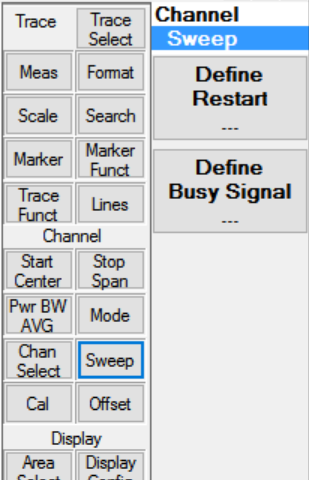 Trace
Trace
Select
Meas
Format
Scale
Search
Marker
Marker
Funct
Trace
Funct
Lines
Channel
Start
Center
Stop
Span
Pwr BW
AVG
Mode
Chan
Select
Sweep
Cal
Offset
Display
Area
Select
Display
Config
Channel
Sweep
Define
Restart
---
Define
Busy Signal
---